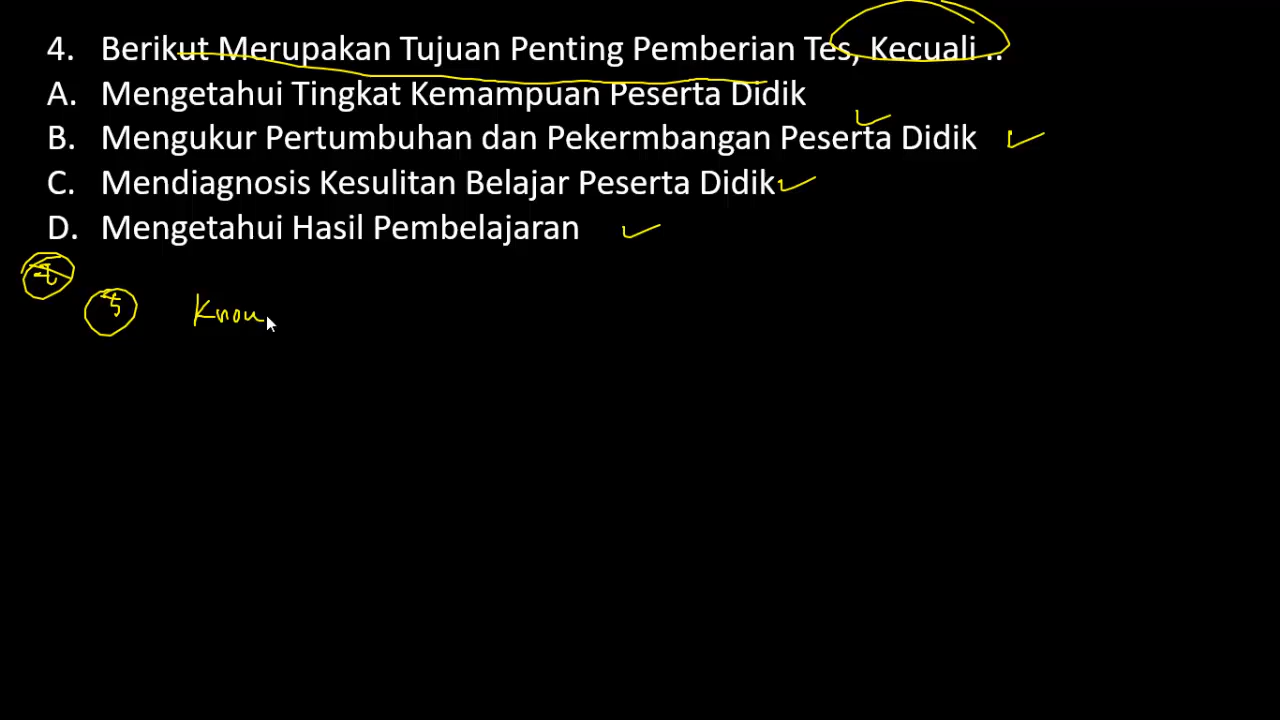 4. Berikut Merupakan Tujuan Penting Pemberian Tes, Kecuali ..
A. Mengetahui Tingkat Kemampuan Peserta Didik
B. Mengukur Pertumbuhan dan Pekermbangan Peserta Didik
C. Mendiagnosis Kesulitan Belajar Peserta Didik
D. Mengetahui Hasil Pembelajaran
5 Know